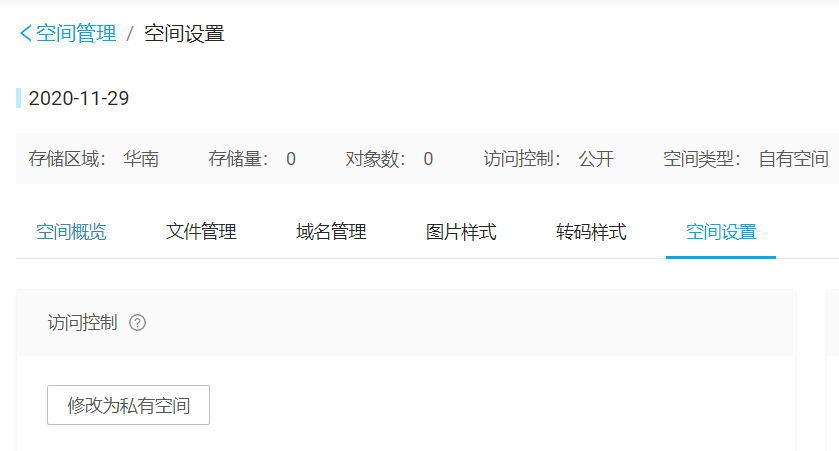 空间管理 / 空间设置
2020-11-29
存储区域: 华南 存储量: 0 对象数: 0 访问控制: 公开 空间类型: 自有空间
空间概览 文件管理 域名管理 图片样式 转码样式 空间设置
访问控制
修改为私有空间